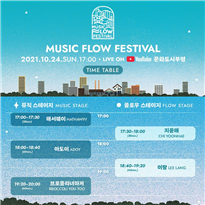 MUSIC FLOW FESTIVAL
MUSIC FLOW FESTIVAL
2021.10.24.SUN.17:00 • LIVE ON YouTube 문화도시부평
TIME TABLE
뮤직 스테이지 MUSIC STAGE
플로우 스테이지 FLOW STAGE
17:00-17:30
해서웨이 HATHAW9Y
17:30-18:00
지윤해
CHI YOONHAE
18:00-18:40
아도이 ADOY
18:40-19:20
이랑 LEE LANG
19:20-20:00
브로콜리너마저
BROCCOLI YOU TOO